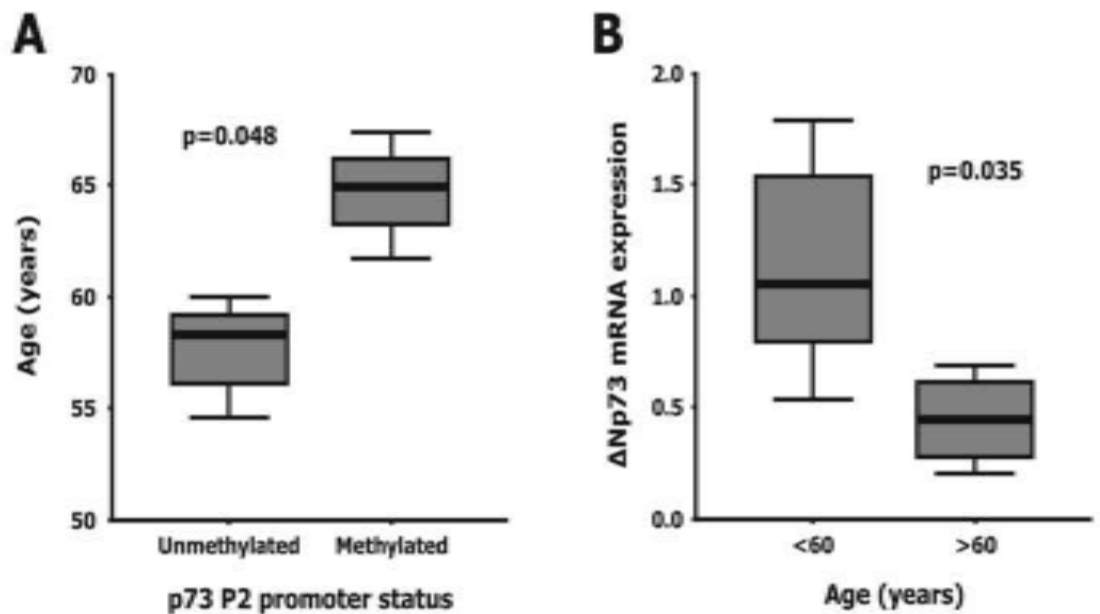 A
70
65
60
55
50
Age (years)
p=0.048
Unmethylated Methylated
p73 P2 promoter status
B
2.0
1.5
1.0
0.5
0.0
ΔNp73 mRNA expression
p=0.035
<60 >60
Age (years)